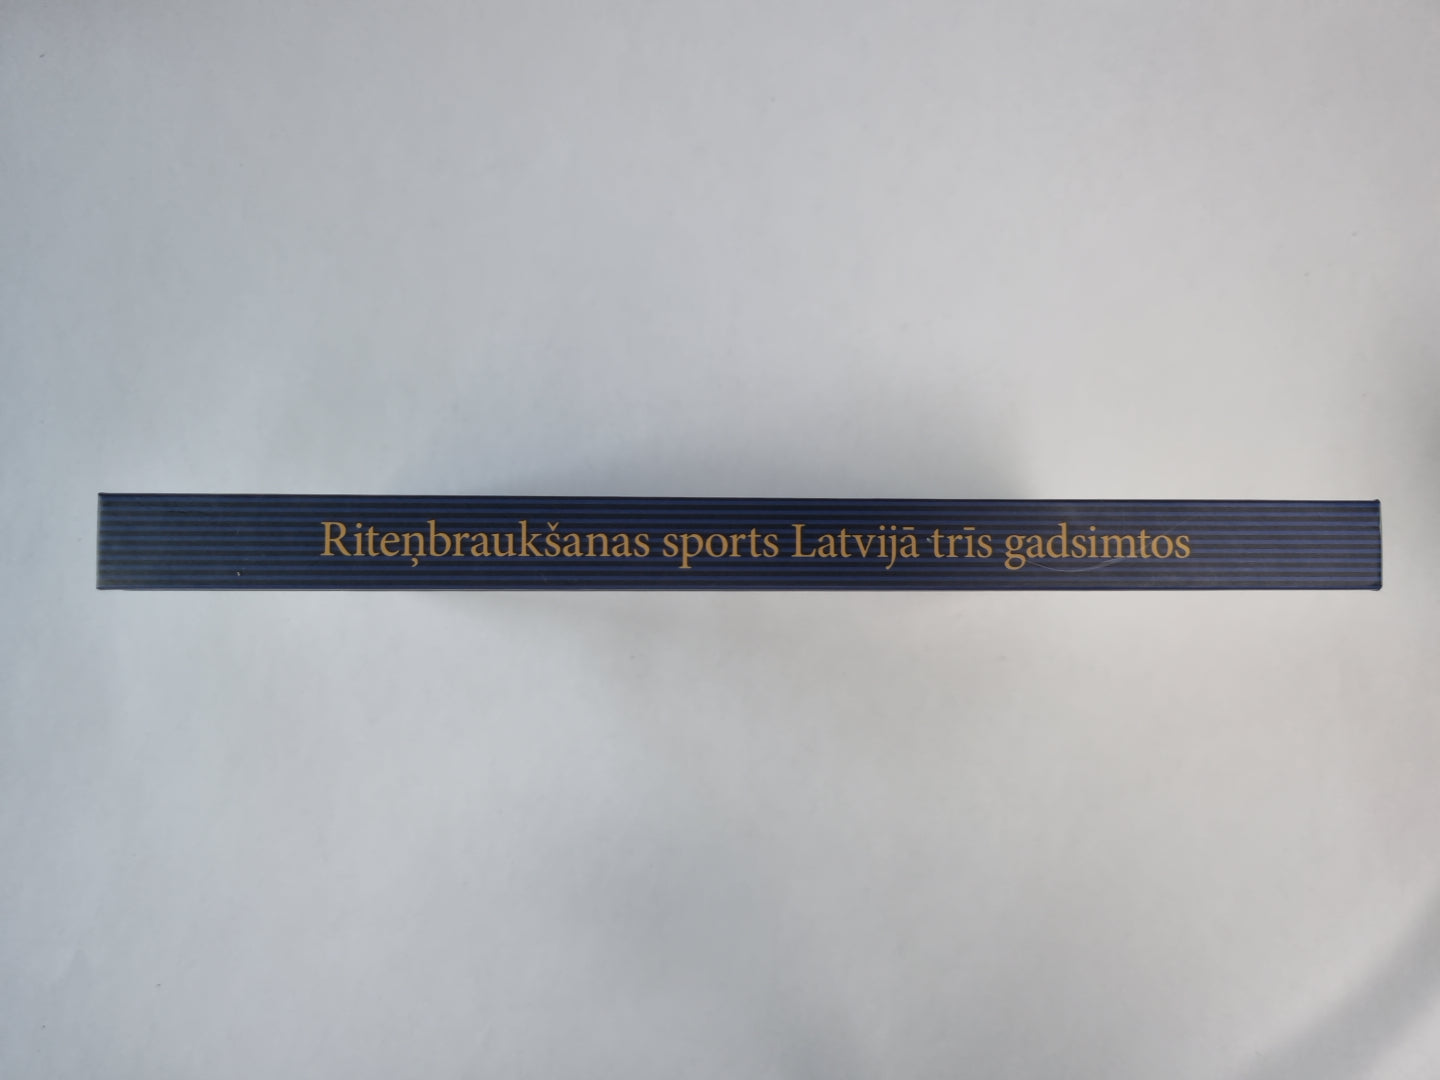 Riteņbraukšanas sports Latvijā trīs gadsimtos